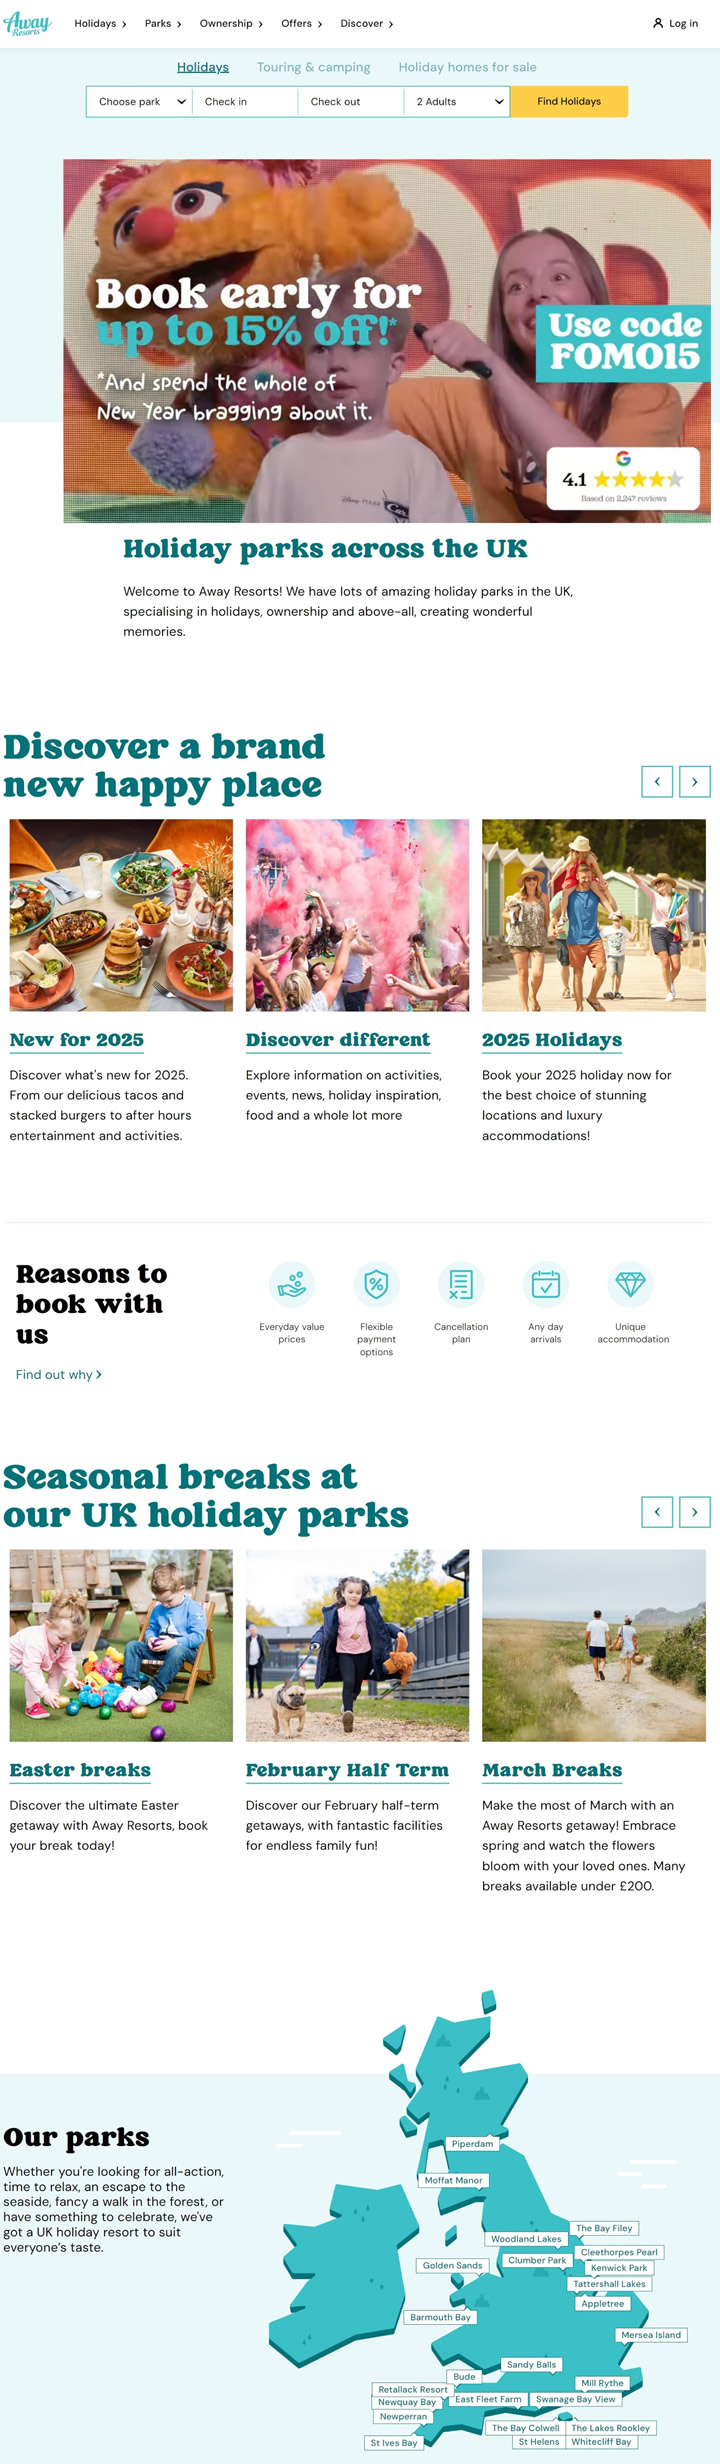 Away
Resorts
Holidays
Parks
Ownership
Offers
Discover
Log in
Holidays
Touring & camping
Holiday homes for sale
Choose park
Check in
Check out
2 Adults
Find Holidays
Book early for
up to 15% off!*
*And spend the whole of
New Year bragging about it.
Use code
FOMO15
4.1
Based on 2,247 reviews
Disney PIXAR
Cars
Holiday parks across the UK
Welcome to Away Resorts! We have lots of amazing holiday parks in the UK,
specialising in holidays, ownership and above-all, creating wonderful
memories.
Discover a brand
new happy place
New for 2025
Discover what's new for 2025.
From our delicious tacos and
stacked burgers to after hours
entertainment and activities.
Discover different
Explore information on activities,
events, news, holiday inspiration,
food and a whole lot more
2025 Holidays
Book your 2025 holiday now for
the best choice of stunning
locations and luxury
accommodations!
Reasons to
book with
us
Find out why
Everyday value
prices
Flexible
payment
options
Cancellation
plan
Any day
arrivals
Unique
accommodation
Seasonal breaks at
our UK holiday parks
Easter breaks
Discover the ultimate Easter
getaway with Away Resorts, book
your break today!
February Half Term
Discover our February half-term
getaways, with fantastic facilities
for endless family fun!
March Breaks
Make the most of March with an
Away Resorts getaway! Embrace
spring and watch the flowers
bloom with your loved ones. Many
breaks available under £200.
Our parks
Whether you're looking for all-action,
time to relax, an escape to the
seaside, fancy a walk in the forest, or
have something to celebrate, we've
got a UK holiday resort to suit
everyone's taste.
Piperdam
Moffat Manor
The Bay Filey
Woodland Lakes
Cleethorpes Pearl
Clumber Park
Golden Sands
Kenwick Park
Tattershall Lakes
Appletree
Barmouth Bay
Mersea Island
Sandy Balls
Bude
Mill Rythe
Retallack Resort
Newquay Bay
East Fleet Farm
Swanage Bay View
Newperran
The Bay Colwell
The Lakes Rookley
St Ives Bay
St Helens
Whitecliff Bay